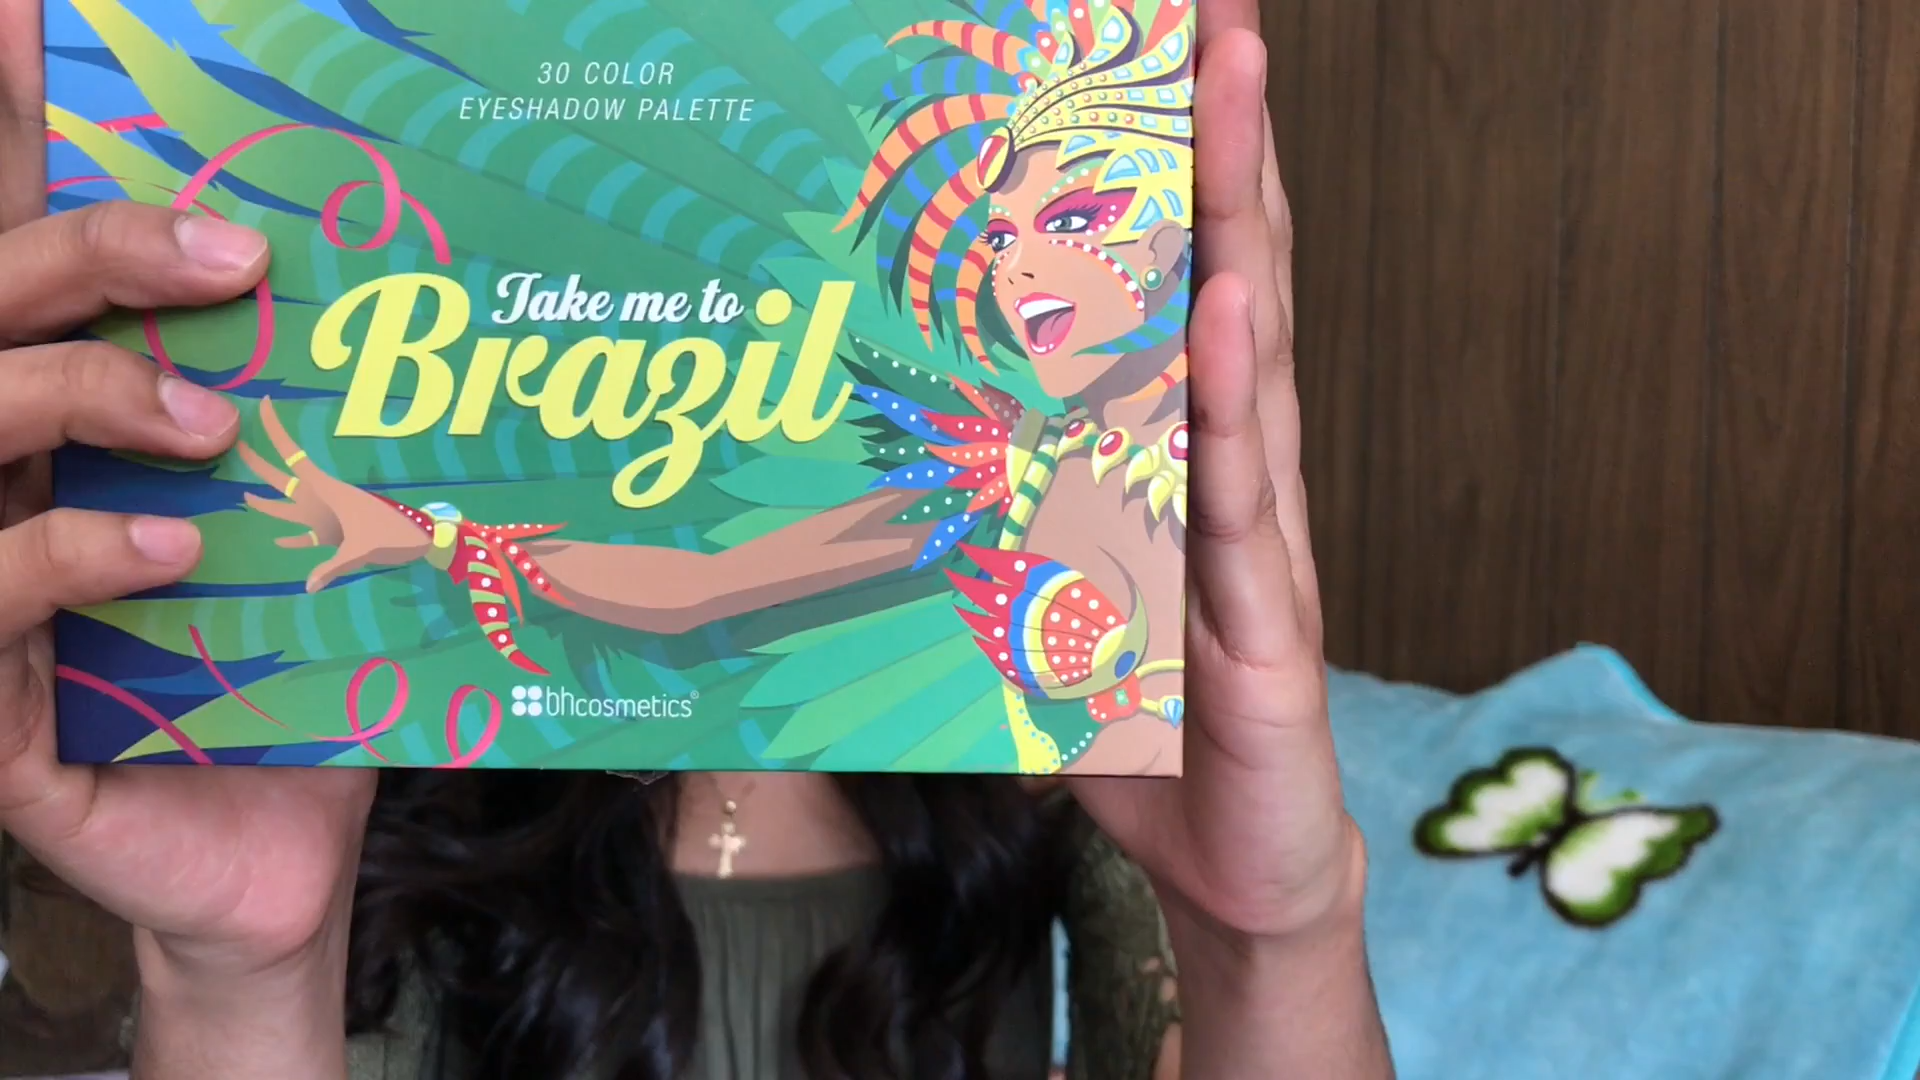 30 COLOR
EYESHADOW PALETTE
Take me to
Brazil
bhcosmetics®